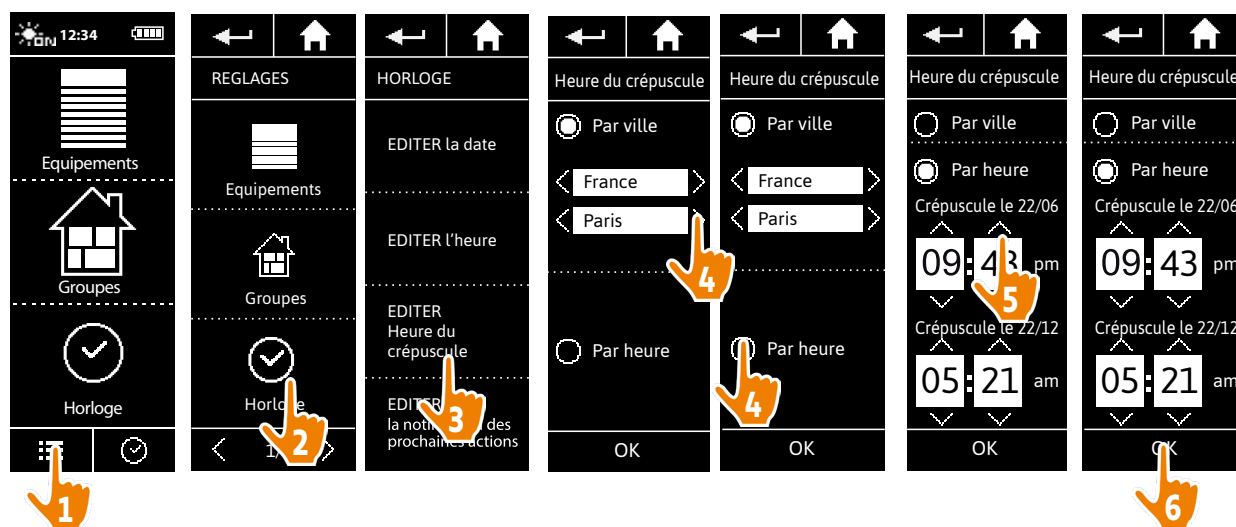 ON 12:34
Equipements
Groupes
Horloge
1
REGLAGES
Equipements
Groupes
2
HORLOGE
EDITER la date
EDITER l'heure
EDITER
Heure du
crépuscule
EDITER
la
des
prochaines actions
3
Heure du crépuscule
Par ville
France
Paris
4
Par heure
OK
Heure du crépuscule
Par ville
France
Paris
Par heure
4
OK
Heure du crépuscule
Par ville
Par heure
Crépuscule le 22/06
09:43 pm
5
Crépuscule le 22/12
05:21 am
OK
Heure du crépuscule
Par ville
Par heure
Crépuscule le 22/06
09:43 pm
Crépuscule le 22/12
05:21 am
OK
6